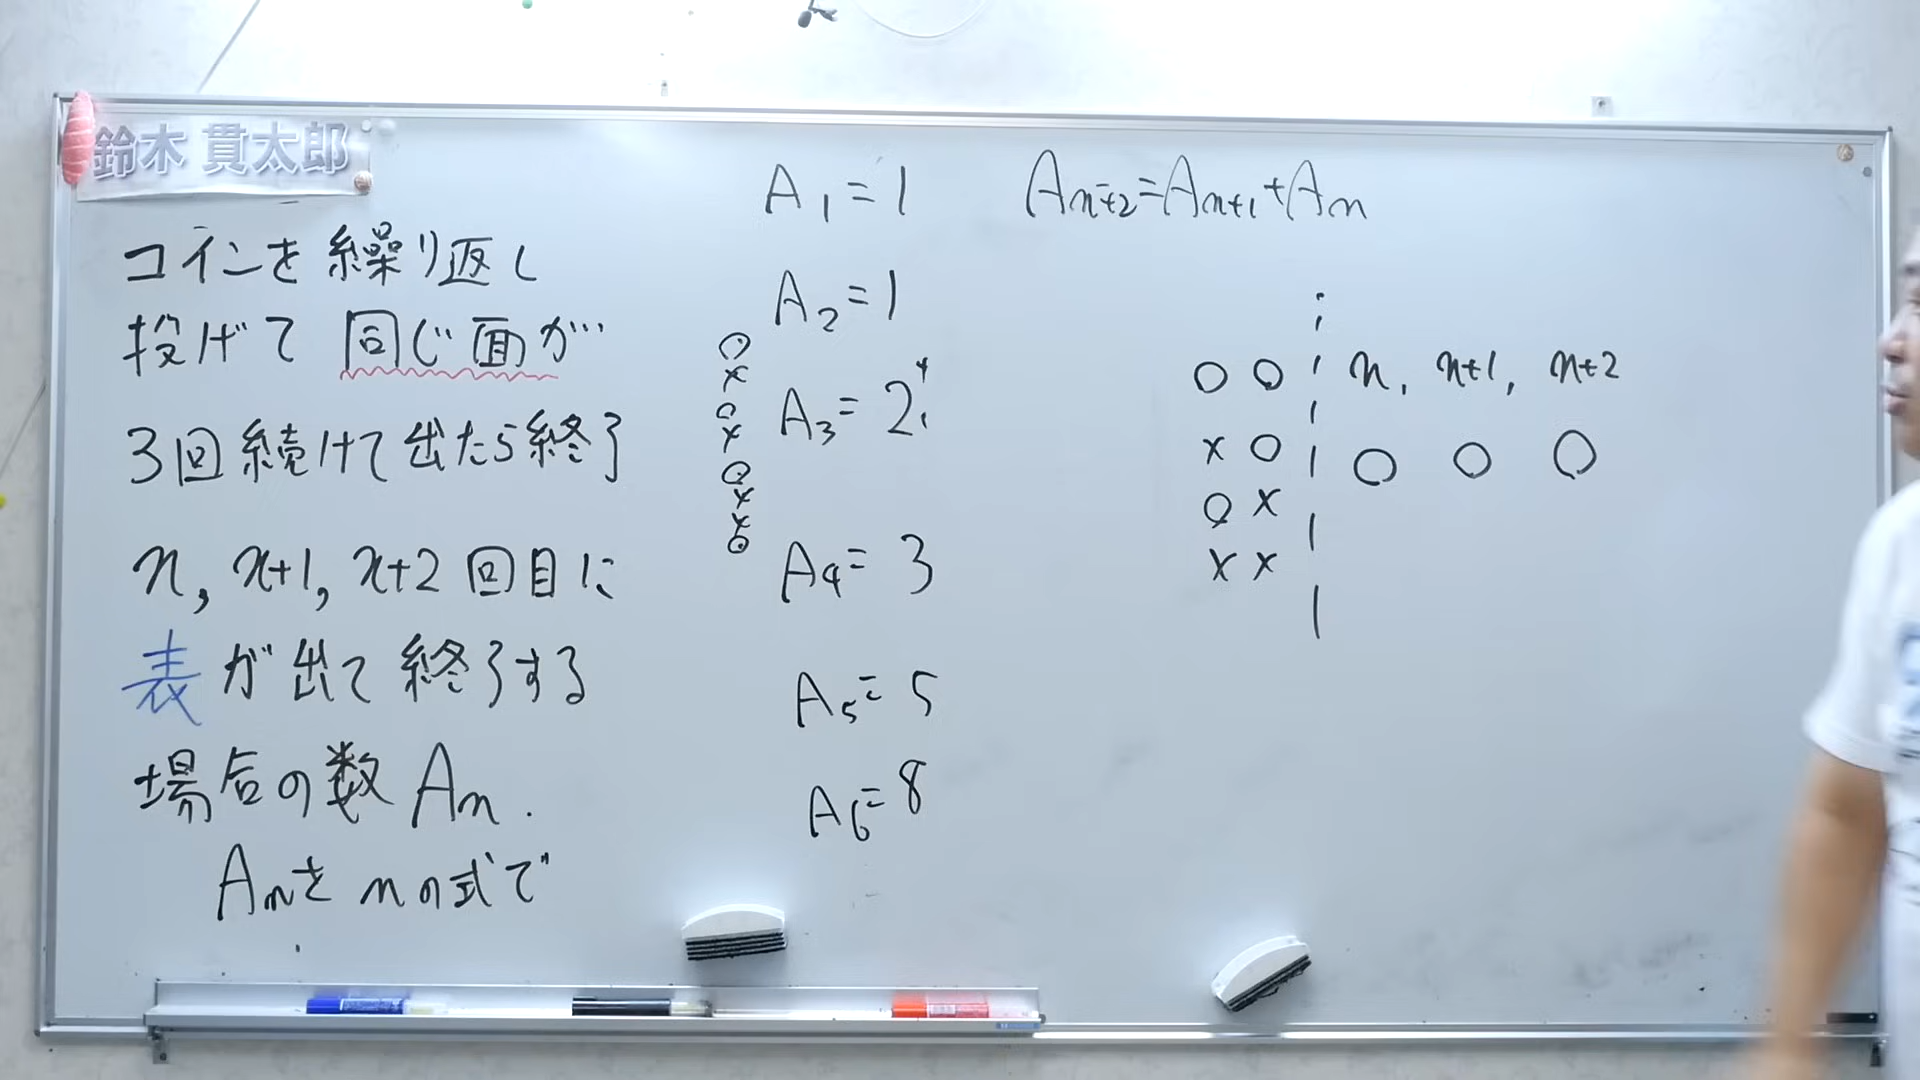 鈴木 貫太郎
コインを繰り返し
投げて 同じ面が
3回続けて出たら終了
n, n+1, n+2 回目に
表が出て終了する
場合の数 An.
Anを nの式で
A1=1
A2=1
A3=2
A4=3
A5=5
A6=8
○
×
○
×
○
×
×
○
An+2=An+1+An
○ ○ n, n+1, n+2
× ○ ○ ○ ○
○ ×
× ×